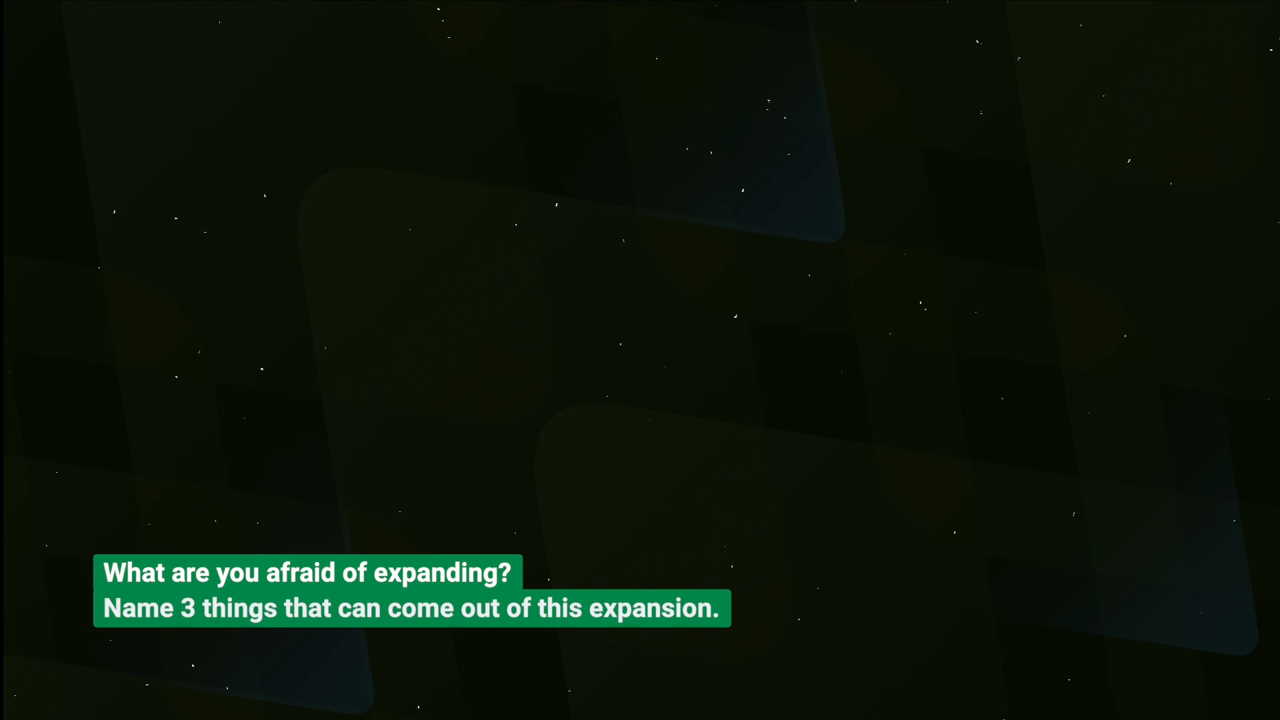 What are you afraid of expanding?
Name 3 things that can come out of this expansion.